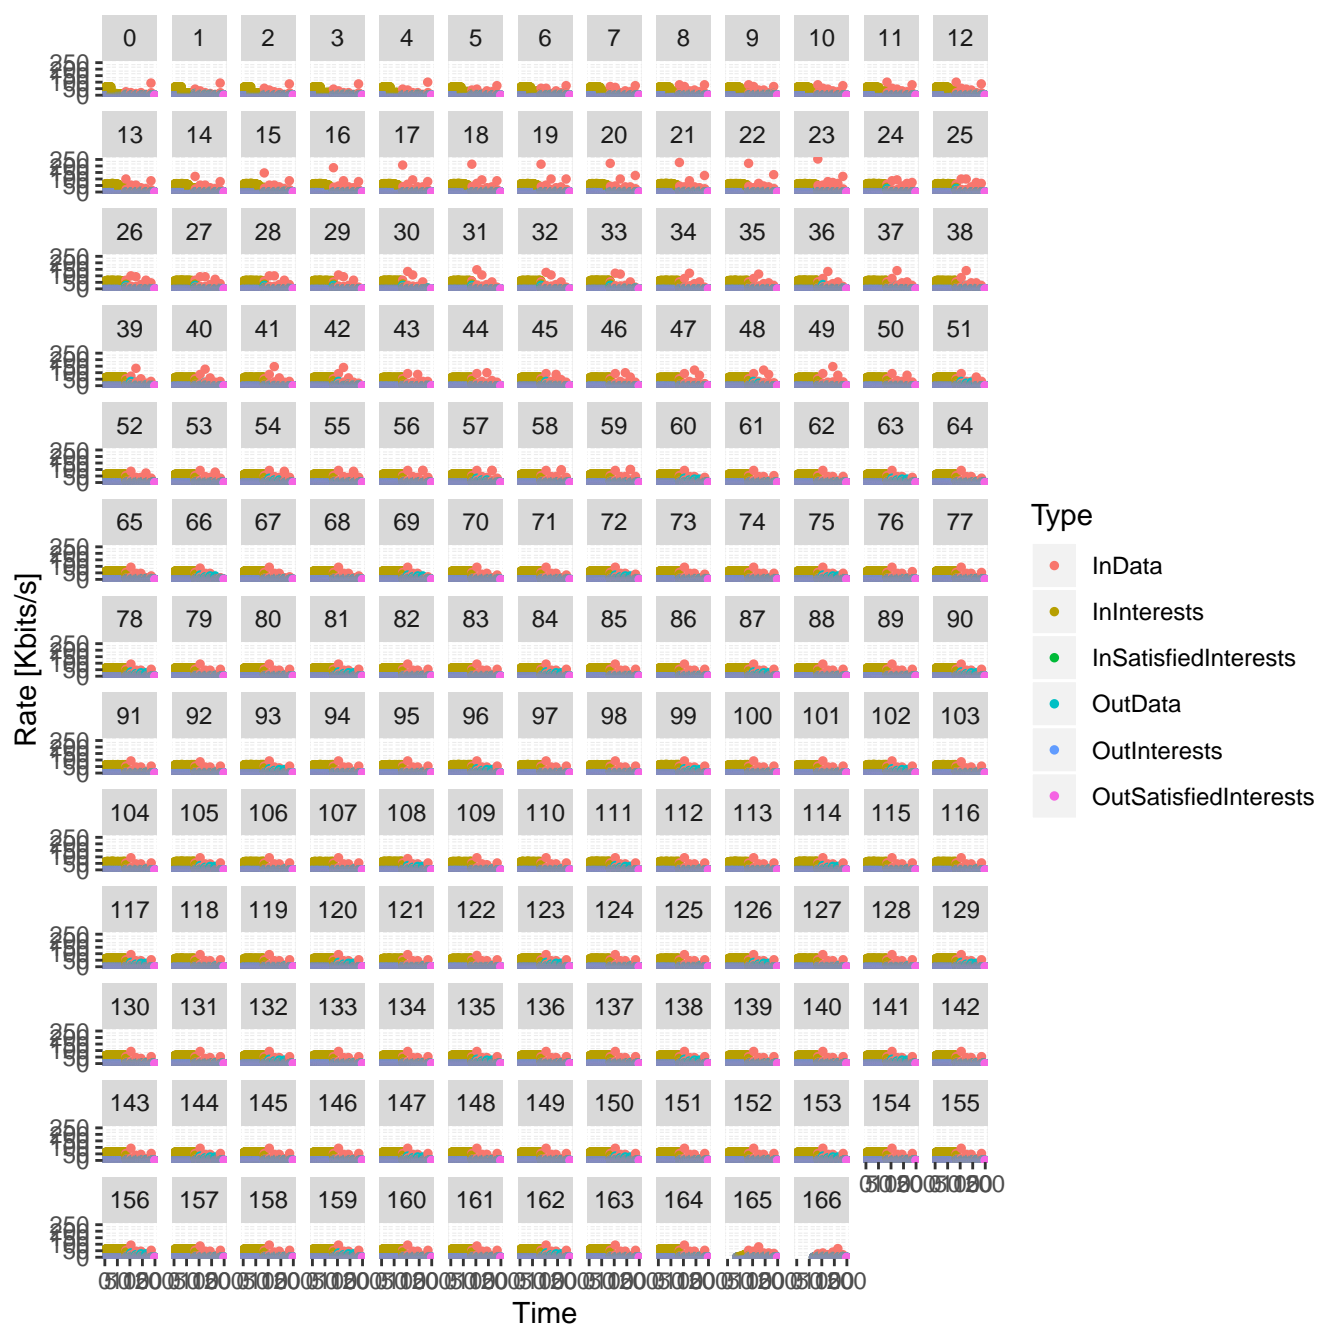 0 1 2 3 4 5 6 7 8 9 10 11 12
13 14 15 16 17 18 19 20 21 22 23 24 25
26 27 28 29 30 31 32 33 34 35 36 37 38
39 40 41 42 43 44 45 46 47 48 49 50 51
52 53 54 55 56 57 58 59 60 61 62 63 64
65 66 67 68 69 70 71 72 73 74 75 76 77
78 79 80 81 82 83 84 85 86 87 88 89 90
91 92 93 94 95 96 97 98 99 100 101 102 103
104 105 106 107 108 109 110 111 112 113 114 115 116
117 118 119 120 121 122 123 124 125 126 127 128 129
130 131 132 133 134 135 136 137 138 139 140 141 142
143 144 145 146 147 148 149 150 151 152 153 154 155
156 157 158 159 160 161 162 163 164 165 166
Rate [Kbits/s]
Time
Type
InData
InInterests
InSatisfiedInterests
OutData
OutInterests
OutSatisfiedInterests